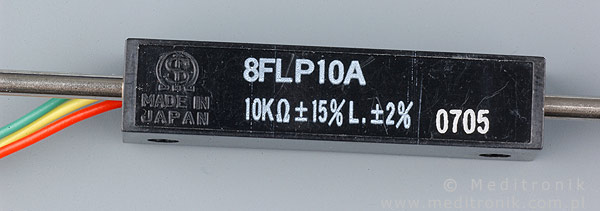 8FLP10A
MADE IN
JAPAN
10KΩ ±15% L. ±2%
0705
© Meditronik
www.meditronik.com.pl